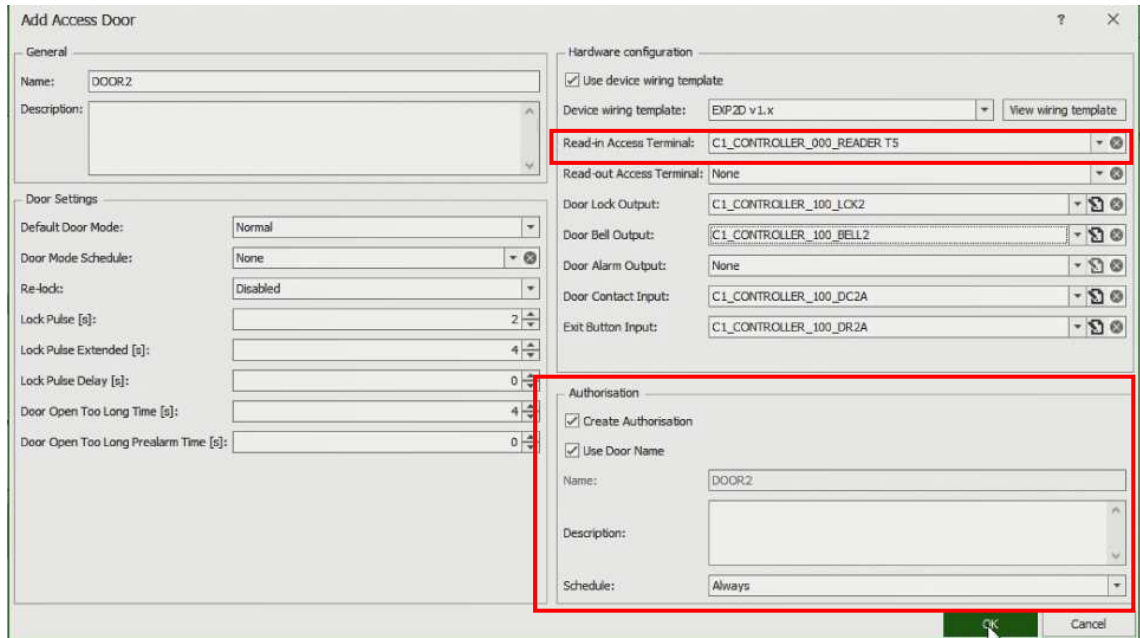 Add Access Door
?
General
Name: DOOR2
Description:
Door Settings
Default Door Mode: Normal
Door Mode Schedule: None
Re-lock: Disabled
Lock Pulse [s]: 2
Lock Pulse Extended [s]: 4
Lock Pulse Delay [s]: 0
Door Open Too Long Time [s]: 4
Door Open Too Long Prealarm Time [s]: 0
Hardware configuration
Use device wiring template
Device wiring template: EXP2D v1.x View wiring template
Read-in Access Terminal: C1_CONTROLLER_000_READER T5
Read-out Access Terminal: None
Door Lock Output: C1_CONTROLLER_100_LCK2
Door Bell Output: C1_CONTROLLER_100_BELL2
Door Alarm Output: None
Door Contact Input: C1_CONTROLLER_100_DC2A
Exit Button Input: C1_CONTROLLER_100_DR2A
Authorisation
Create Authorisation
Use Door Name
Name: DOOR2
Description:
Schedule: Always
OK Cancel